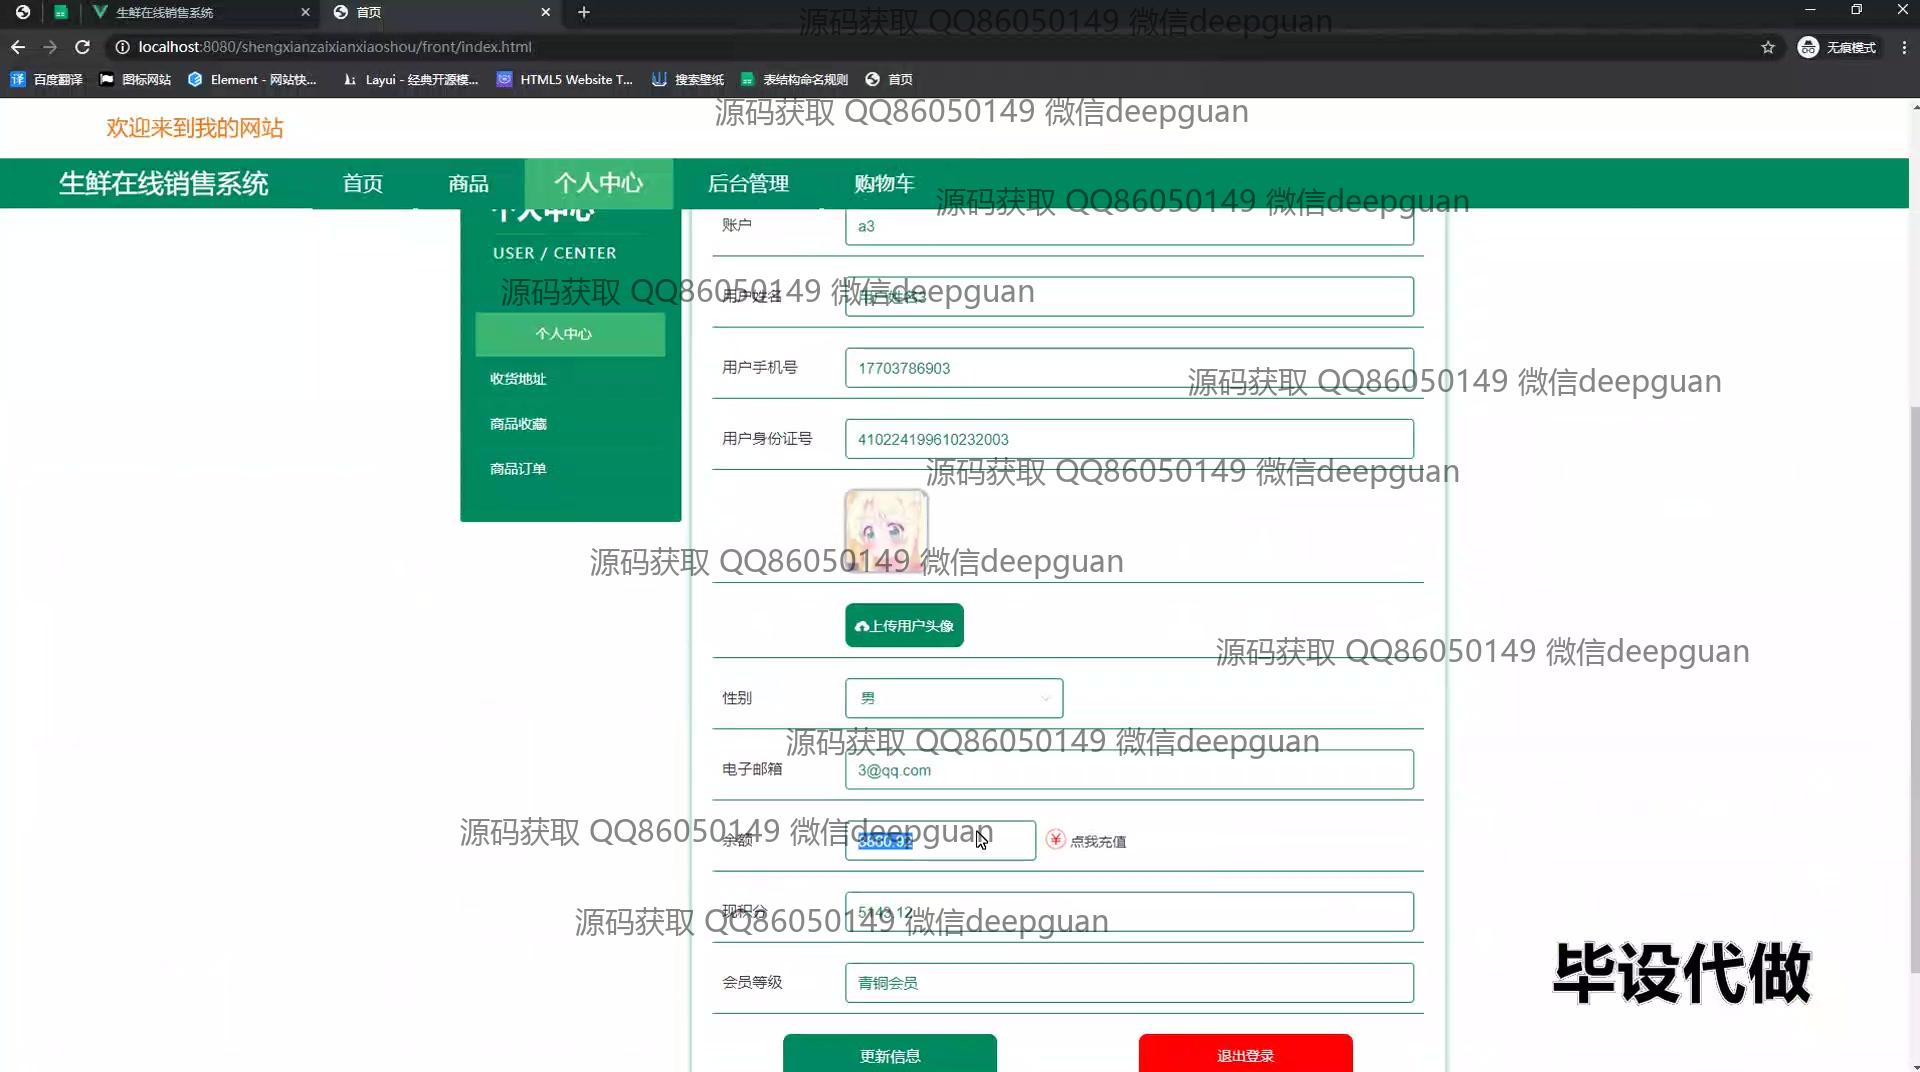 生鲜在线销售系统
首页
localhost:8080/shengxianzaixianxiaoshou/front/index.html
无痕模式
百度翻译
图标网站
Element - 网站快...
Layui - 经典开源模...
HTML5 Website T...
搜索壁纸
表结构命名规则
首页
源码获取 QQ86050149 微信deepguan
欢迎来到我的网站
源码获取 QQ86050149 微信deepguan
生鲜在线销售系统
首页
商品
个人中心
后台管理
购物车
源码获取 QQ86050149 微信deepguan
个人中心
USER / CENTER
个人中心
收货地址
商品收藏
商品订单
账户
a3
源码获取 QQ86050149 微信deepguan
用户姓名
用户姓名3
用户手机号
17703786903
源码获取 QQ86050149 微信deepguan
用户身份证号
410224199610232003
源码获取 QQ86050149 微信deepguan
源码获取 QQ86050149 微信deepguan
上传用户头像
源码获取 QQ86050149 微信deepguan
性别
男
源码获取 QQ86050149 微信deepguan
电子邮箱
3@qq.com
源码获取 QQ86050149 微信deepguan
余额
点我充值
源码获取 QQ86050149 微信deepguan
现积分
5143.12
会员等级
青铜会员
毕设代做
更新信息
退出登录